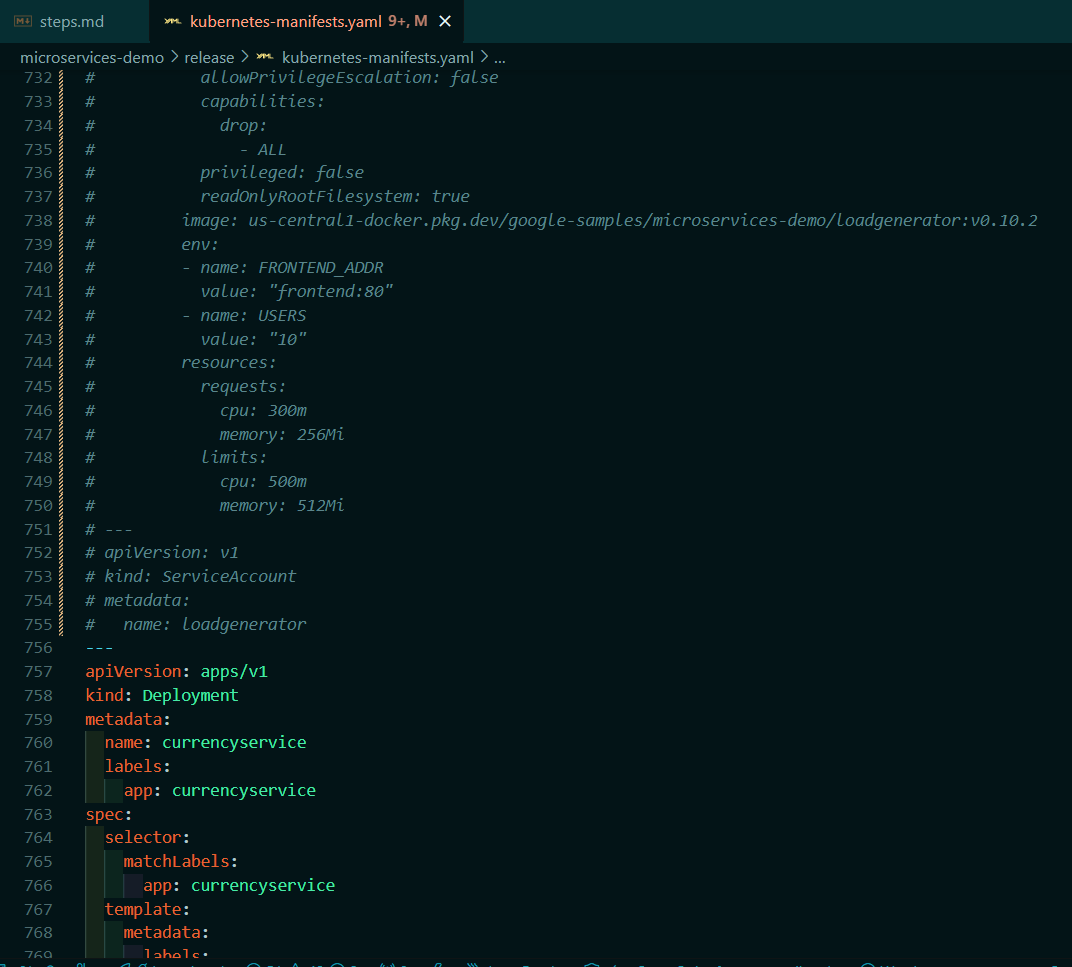 steps.md kubernetes-manifests.yaml 9+, M
microservices-demo > release > kubernetes-manifests.yaml > ...
732 #           allowPrivilegeEscalation: false
733 #           capabilities:
734 #             drop:
735 #               - ALL
736 #           privileged: false
737 #           readOnlyRootFilesystem: true
738 #         image: us-central1-docker.pkg.dev/google-samples/microservices-demo/loadgenerator:v0.10.2
739 #         env:
740 #         - name: FRONTEND_ADDR
741 #           value: "frontend:80"
742 #         - name: USERS
743 #           value: "10"
744 #         resources:
745 #           requests:
746 #             cpu: 300m
747 #             memory: 256Mi
748 #           limits:
749 #             cpu: 500m
750 #             memory: 512Mi
751 # ---
752 # apiVersion: v1
753 # kind: ServiceAccount
754 # metadata:
755 #   name: loadgenerator
756 ---
757 apiVersion: apps/v1
758 kind: Deployment
759 metadata:
760   name: currencyservice
761   labels:
762     app: currencyservice
763 spec:
764   selector:
765     matchLabels:
766       app: currencyservice
767   template:
768     metadata:
769       labels: